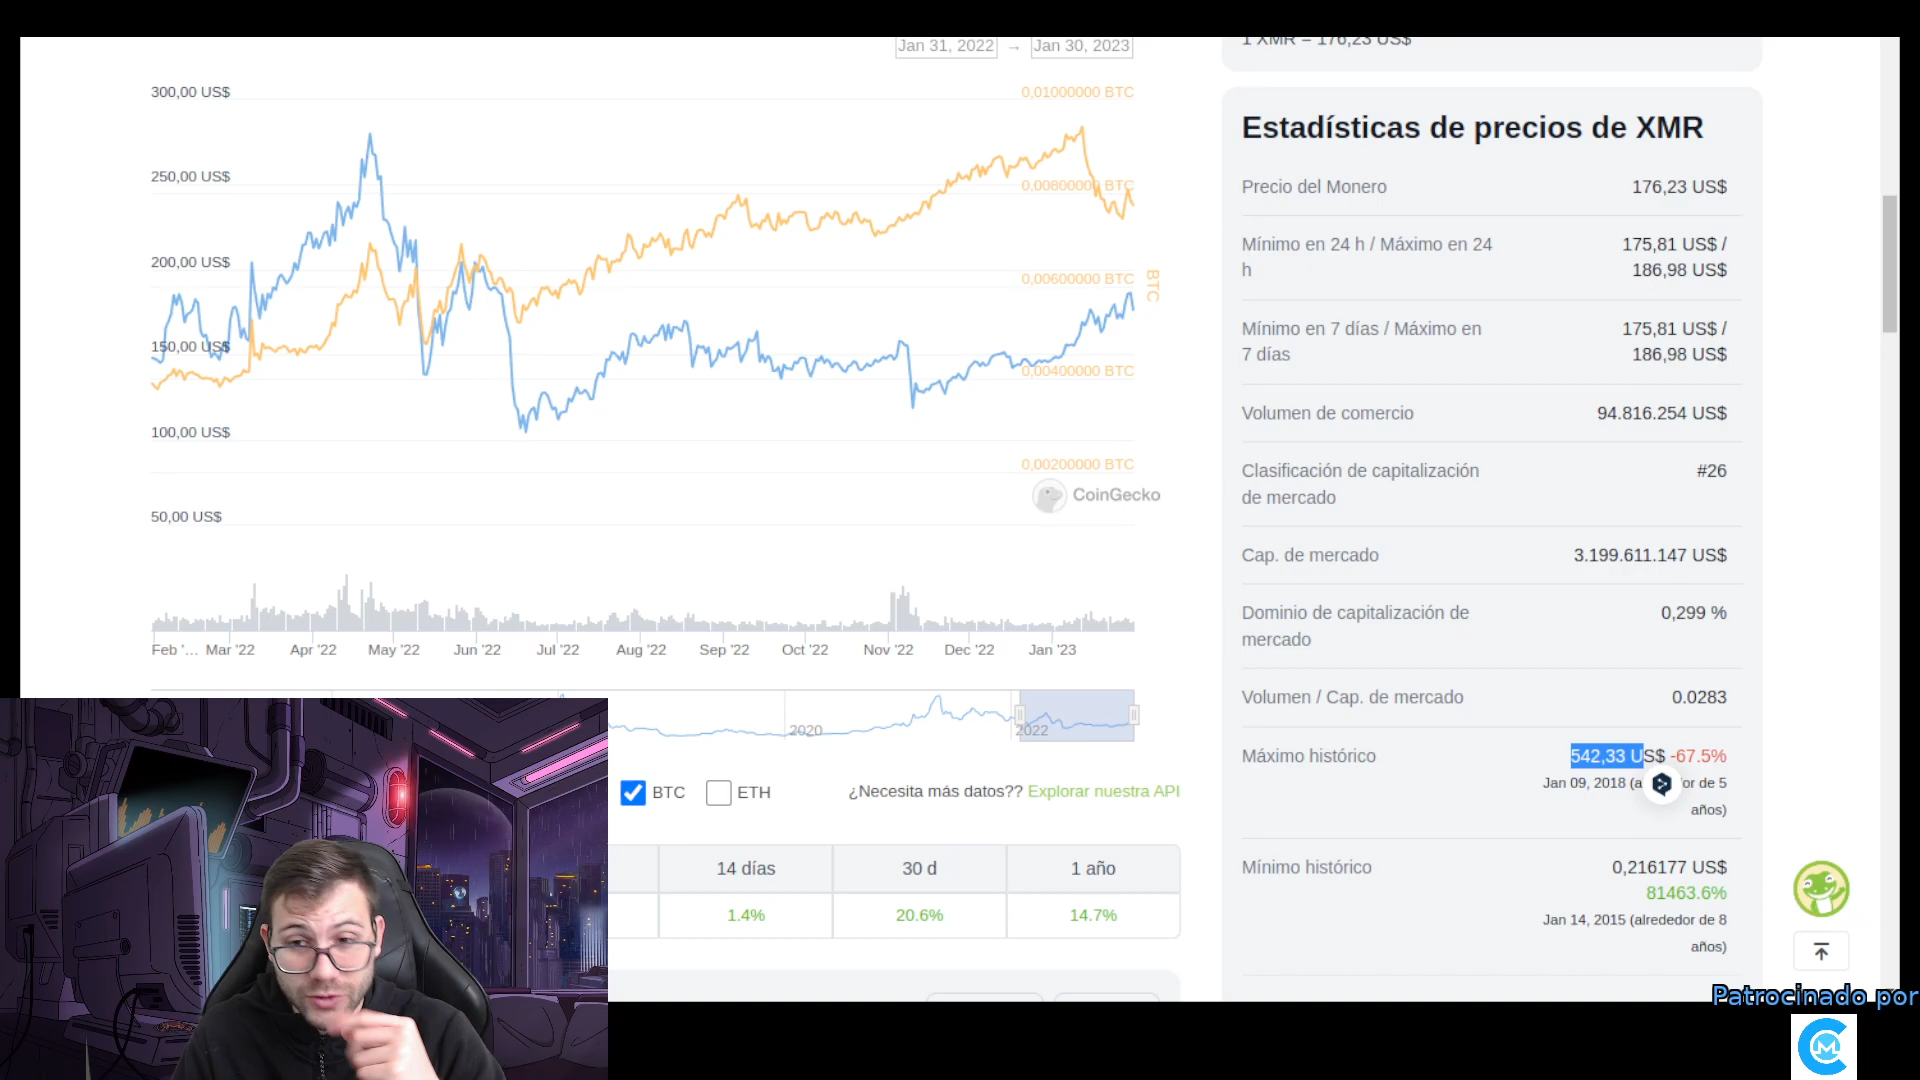 Jan 31, 2022 → Jan 30, 2023
300,00 US$
250,00 US$
200,00 US$
150,00 US$
100,00 US$
50,00 US$
0,01000000 BTC
0,00800000 BTC
0,00600000 BTC
0,00400000 BTC
0,00200000 BTC
BTC
CoinGecko
Feb '... Mar '22 Apr '22 May '22 Jun '22 Jul '22 Aug '22 Sep '22 Oct '22 Nov '22 Dec '22 Jan '23
2020 2022
BTC ETH
¿Necesita más datos?? Explorar nuestra API
14 días 30 d 1 año
1.4% 20.6% 14.7%
1 XMR = 176,23 US$
Estadísticas de precios de XMR
Precio del Monero 176,23 US$
Mínimo en 24 h / Máximo en 24 175,81 US$ /
h 186,98 US$
Mínimo en 7 días / Máximo en 175,81 US$ /
7 días 186,98 US$
Volumen de comercio 94.816.254 US$
Clasificación de capitalización #26
de mercado
Cap. de mercado 3.199.611.147 US$
Dominio de capitalización de 0,299 %
mercado
Volumen / Cap. de mercado 0.0283
Máximo histórico 542,33 US$ -67.5%
Jan 09, 2018 (a or de 5
años)
Mínimo histórico 0,216177 US$
81463.6%
Jan 14, 2015 (alrededor de 8
años)
Patrocinado por